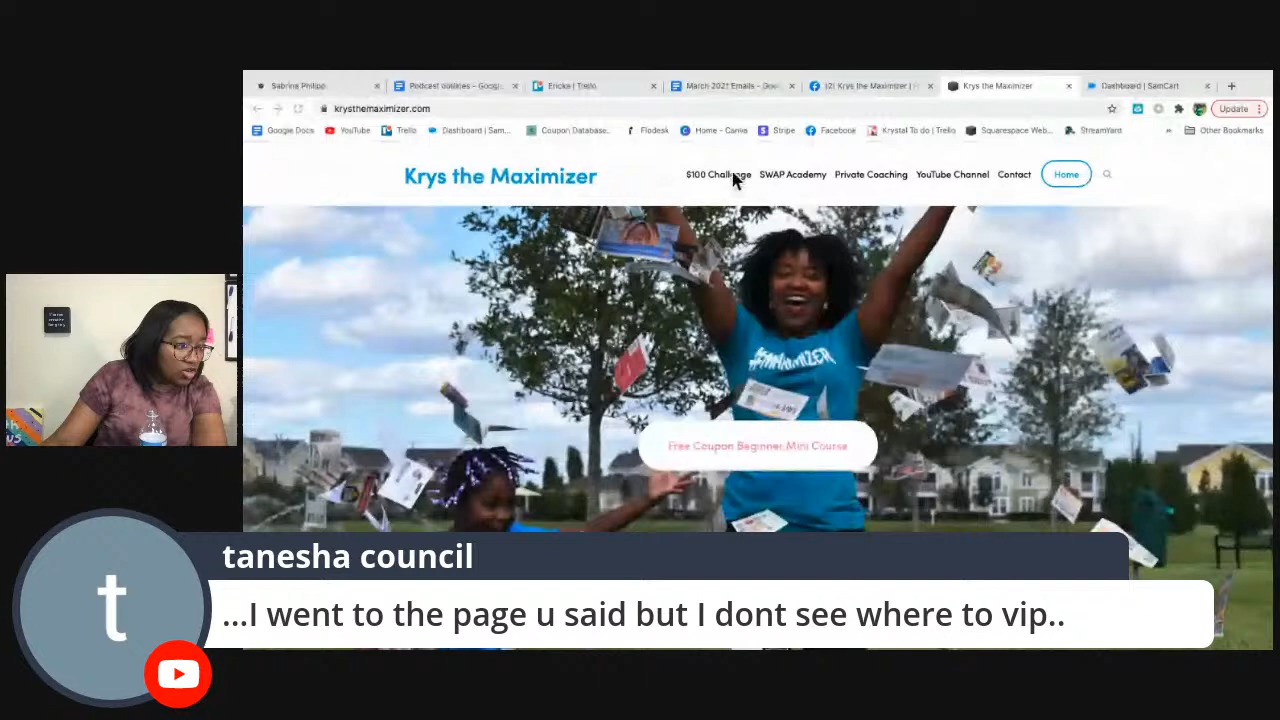 Sabrina Philipp
Podcast outlines - Goog
Ericka | Trello
March 2021 Emails - Goo
(2) Krys the Maximizer |
Krys the Maximizer
Dashboard | SamCart
krysthemaximizer.com
Update
Google Docs
YouTube
Trello
Dashboard | Sam...
Coupon Database...
Flodesk
Home - Canva
Stripe
Facebook
Krystal To do | Trello
Squarespace Web...
StreamYard
Other Bookmarks
Krys the Maximizer
$100 Challenge
SWAP Academy
Private Coaching
YouTube Channel
Contact
Home
Free Coupon Beginner Mini Course
t
tanesha council
...I went to the page u said but I dont see where to vip..